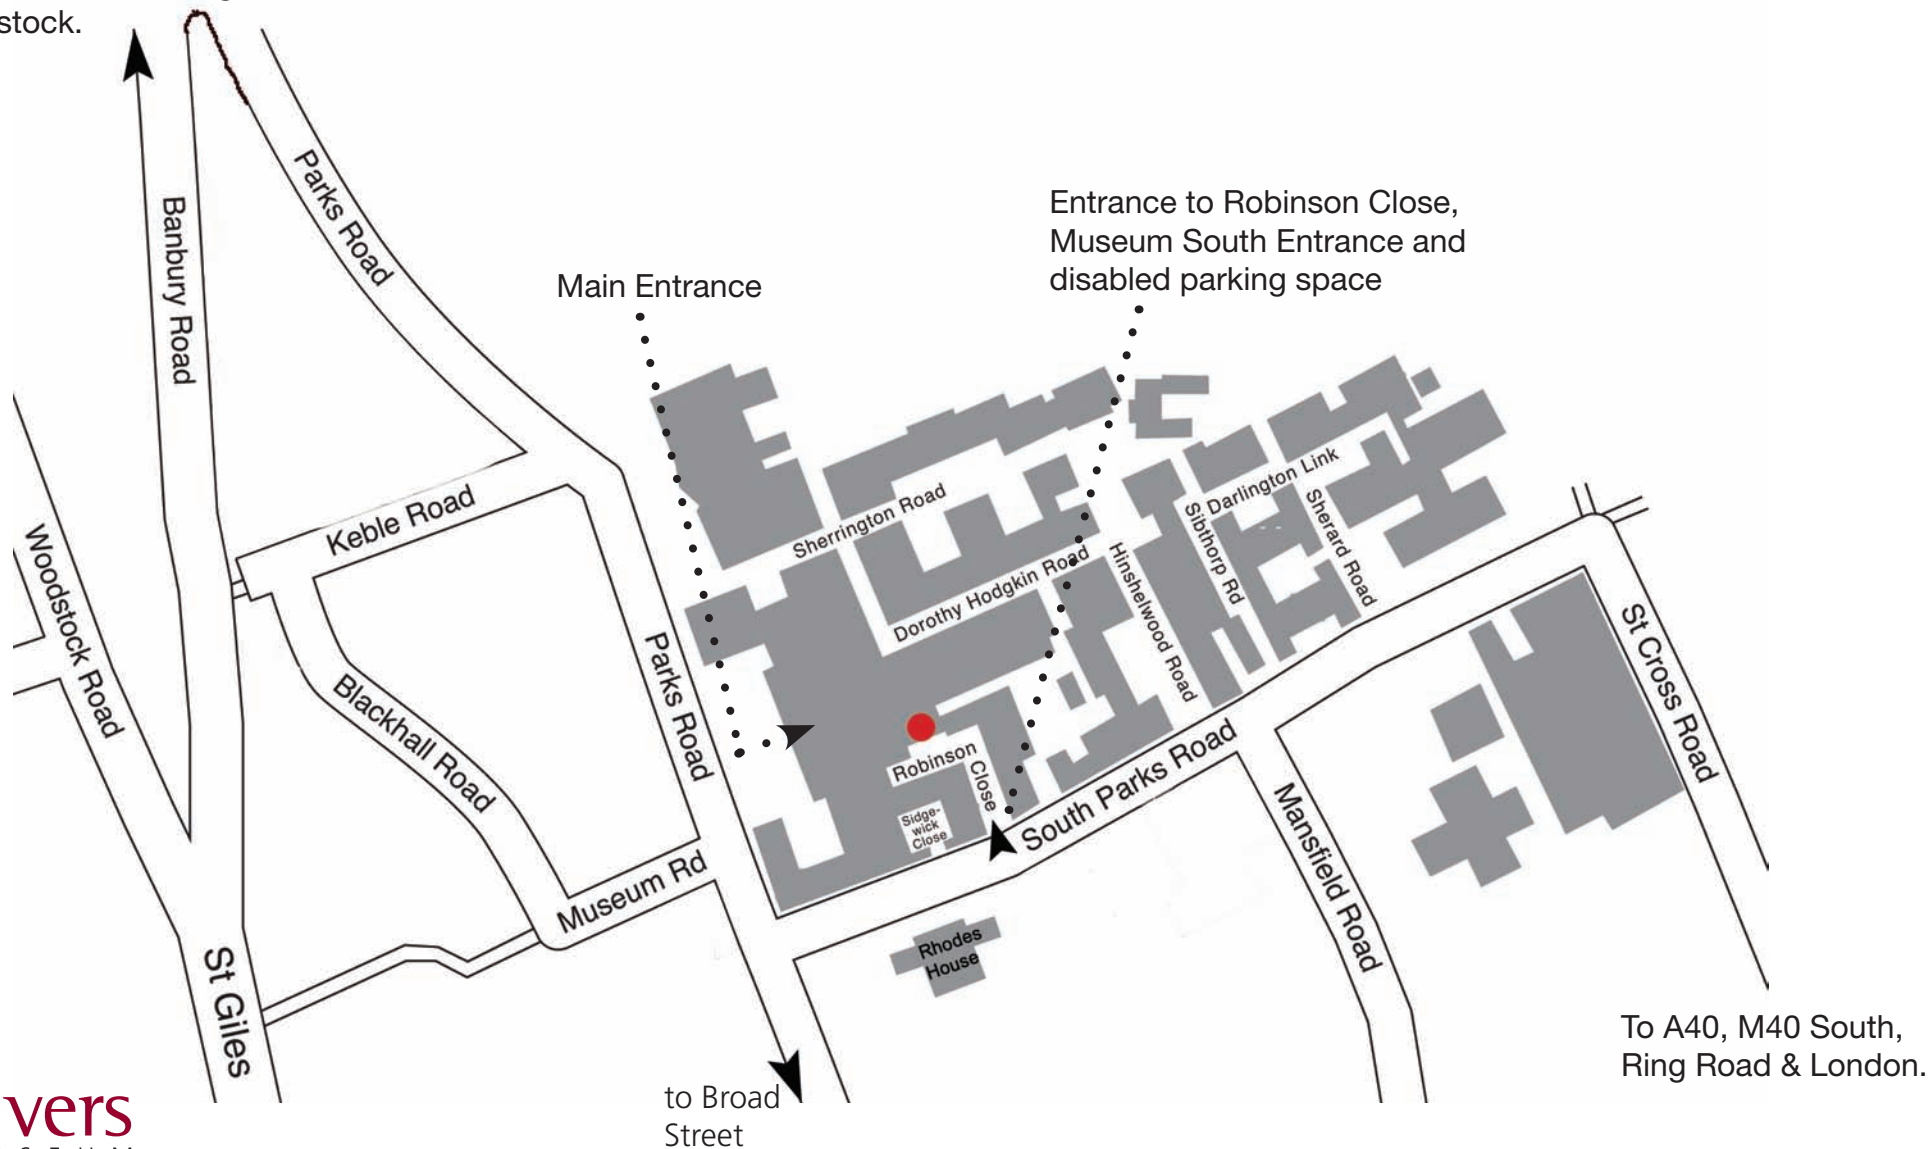 stock.
Banbury Road
Parks Road
Main Entrance
Entrance to Robinson Close,
Museum South Entrance and
disabled parking space
Keble Road
Woodstock Road
Blackhall Road
Parks Road
Sherrington Road
Dorothy Hodgkin Road
Hinshelwood Road
Sibthorp Rd
Darlington Link
Sherard Road
St Cross Road
Robinson
Close
Sidge-
wick
Close
South Parks Road
Mansfield Road
Museum Rd
Rhodes
House
St Giles
to Broad
Street
To A40, M40 South,
Ring Road & London.
vers